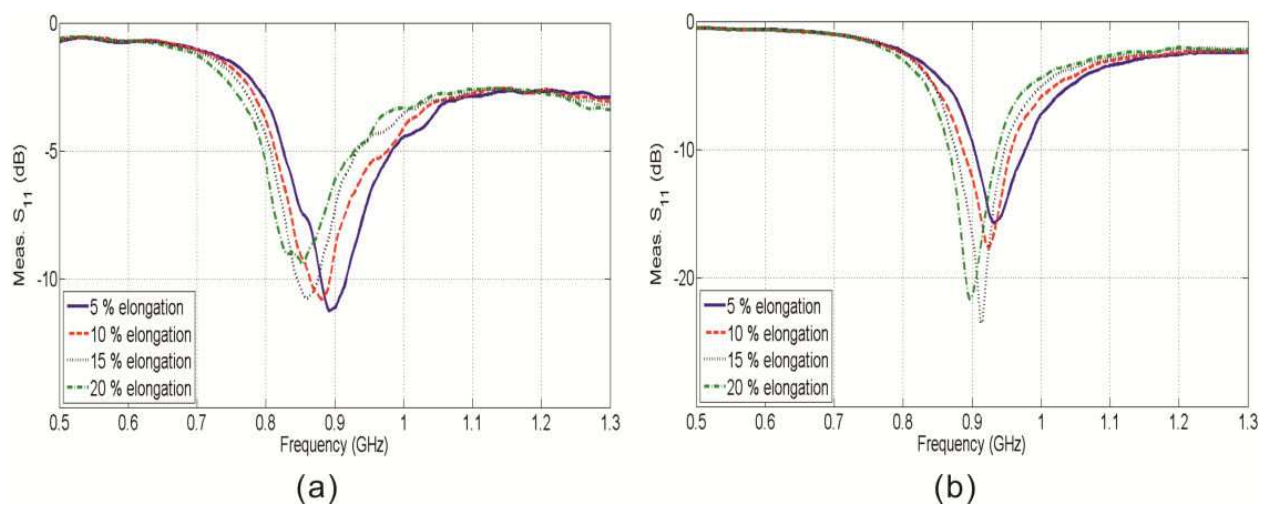 0
-5
-10
Meas. S11 (dB)
5 % elongation
10 % elongation
15 % elongation
20 % elongation
0.5 0.6 0.7 0.8 0.9 1 1.1 1.2 1.3
Frequency (GHz)
(a)
0
-10
-20
Meas. S11 (dB)
5 % elongation
10 % elongation
15 % elongation
20 % elongation
0.5 0.6 0.7 0.8 0.9 1 1.1 1.2 1.3
Frequency (GHz)
(b)